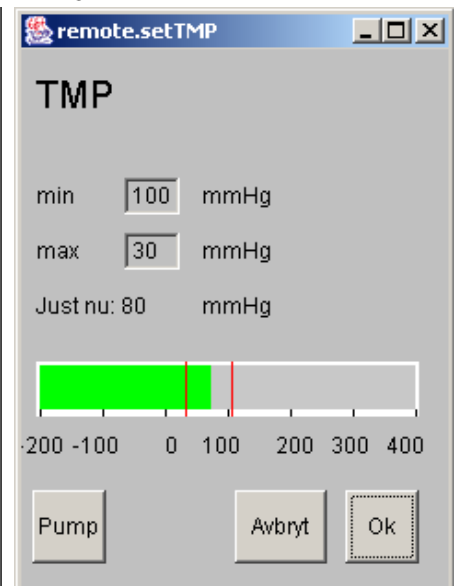 remote.setTMP
TMP
min 100 mmHg
max 30 mmHg
Just nu: 80 mmHg
-200 -100 0 100 200 300 400
Pump Avbryt Ok